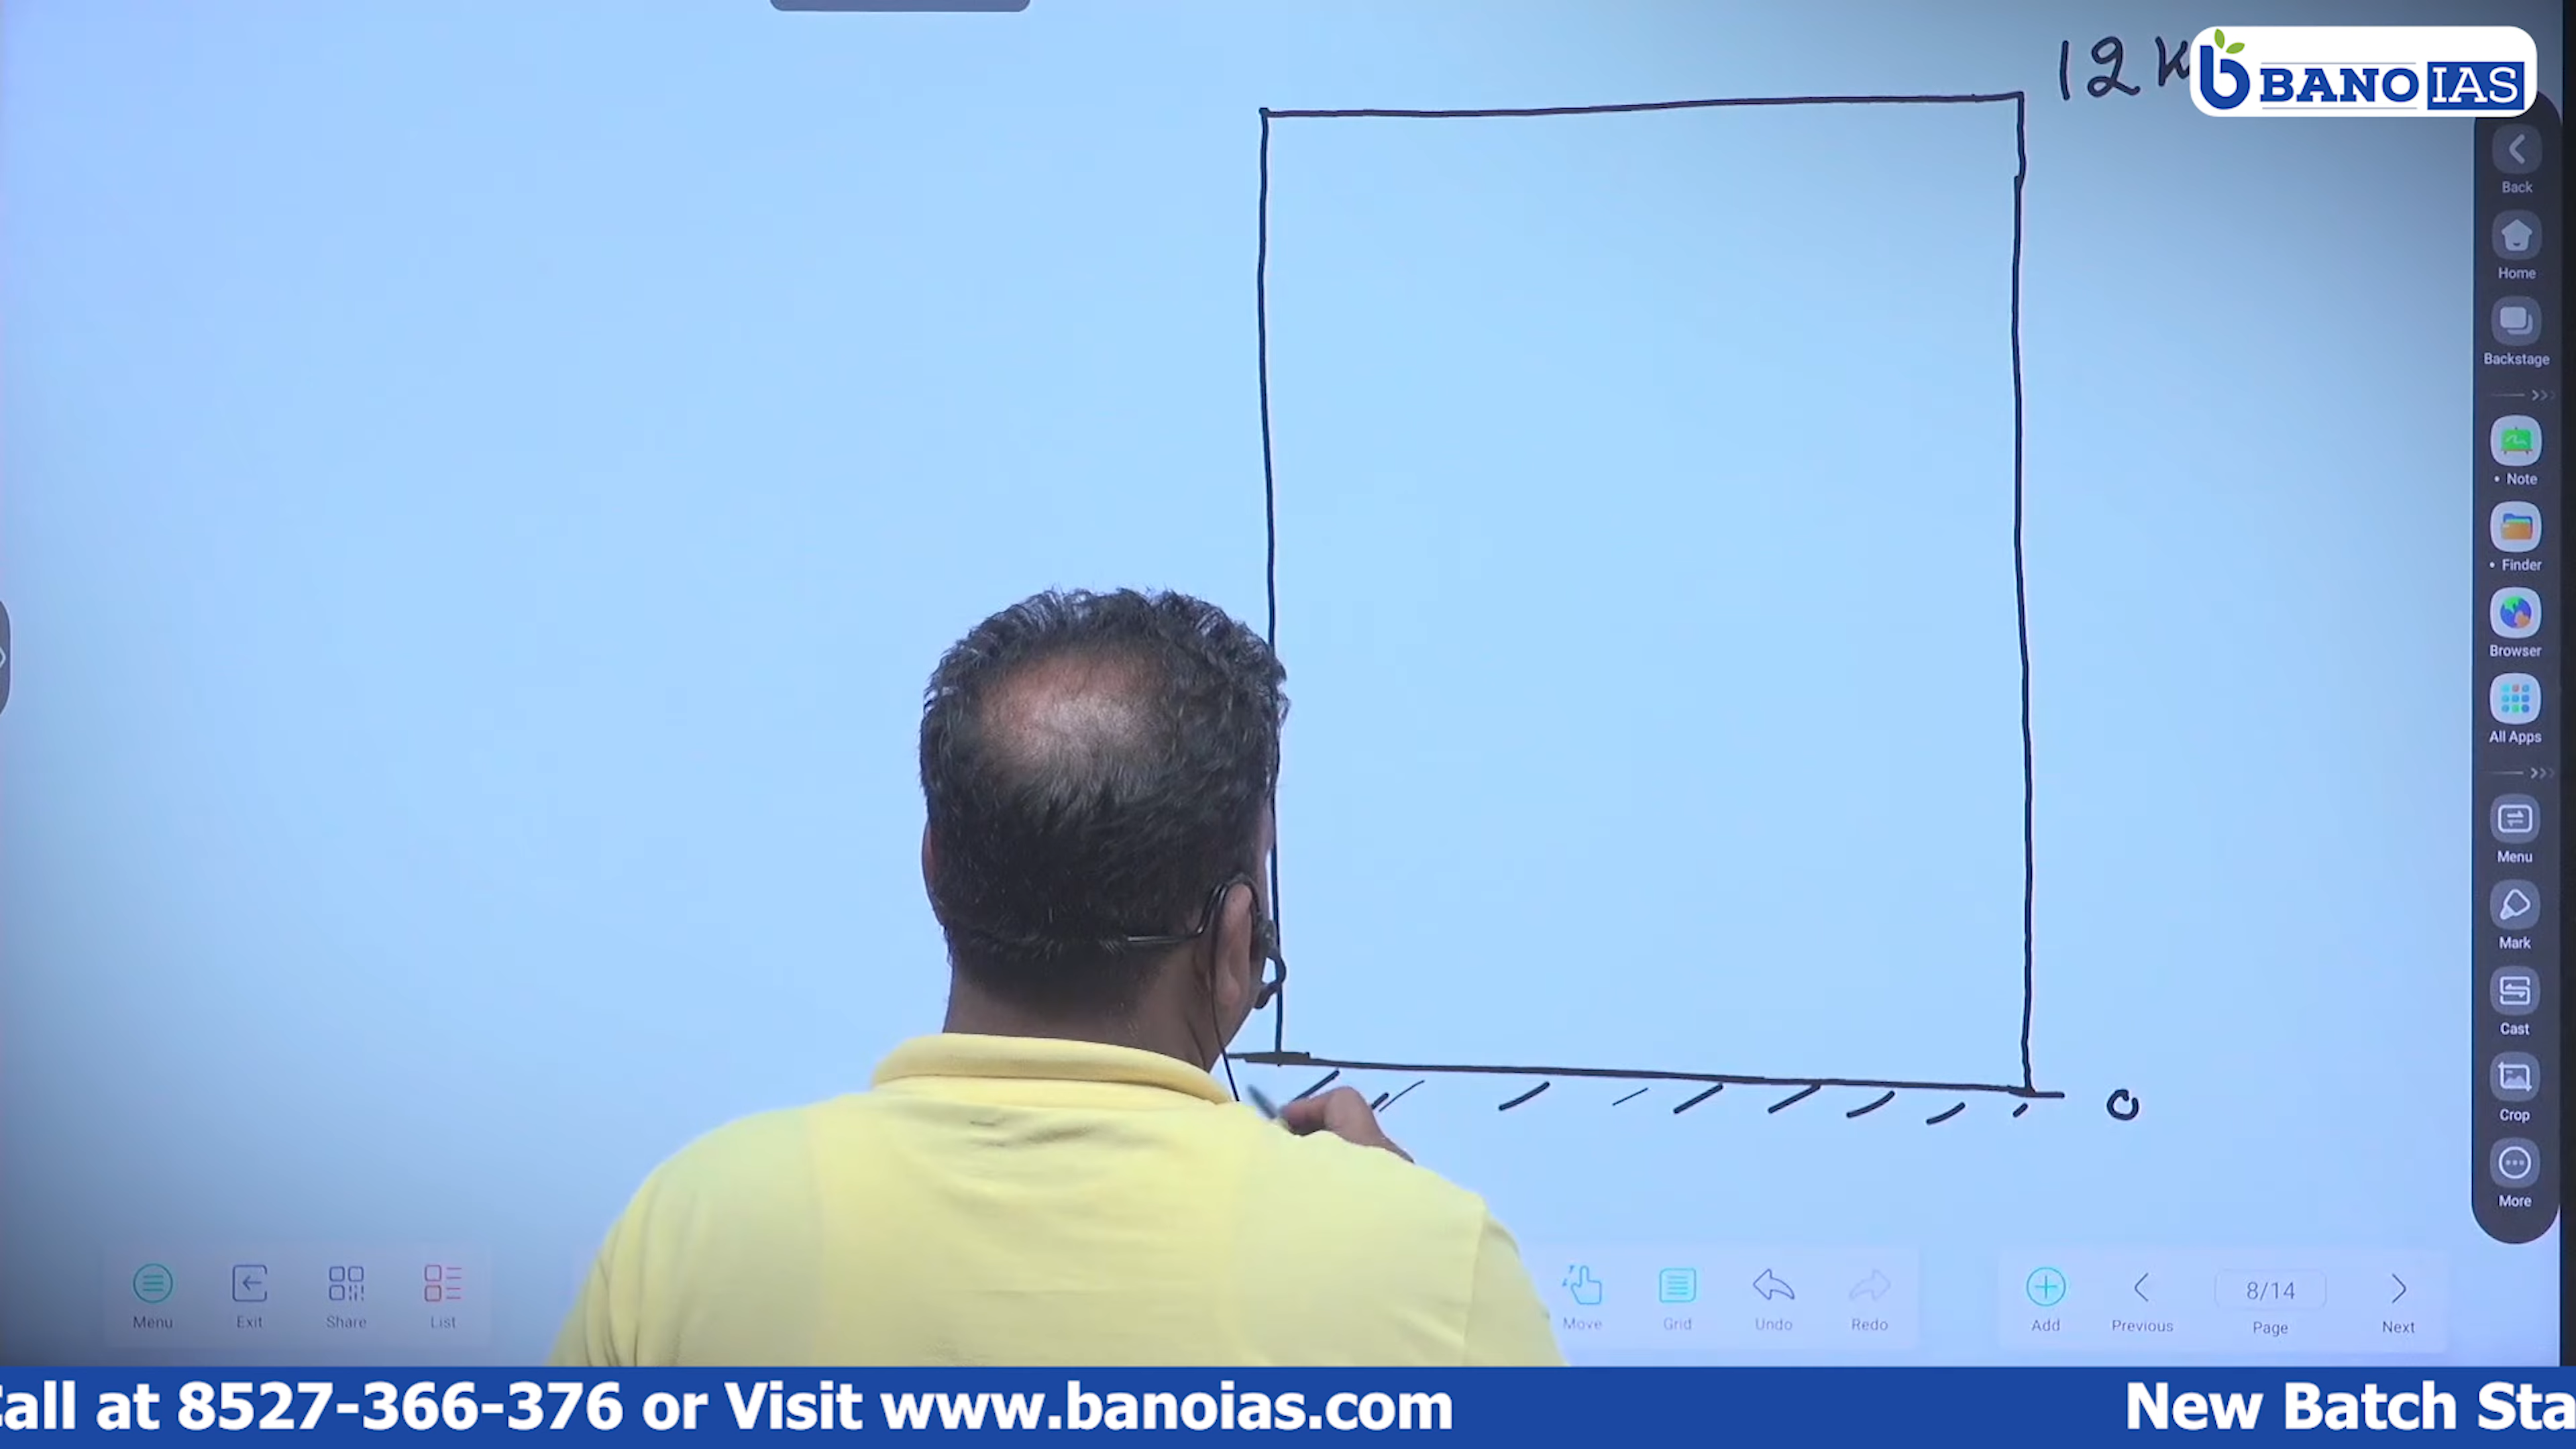 12 K
BANO IAS
Back
Home
Backstage
Note
Finder
Browser
All Apps
Menu
Mark
Cast
Crop
More
0
Menu
Exit
Share
List
Move
Grid
Undo
Redo
Add
Previous
8/14
Page
Next
Call at 8527-366-376 or Visit www.banoias.com
New Batch Sta